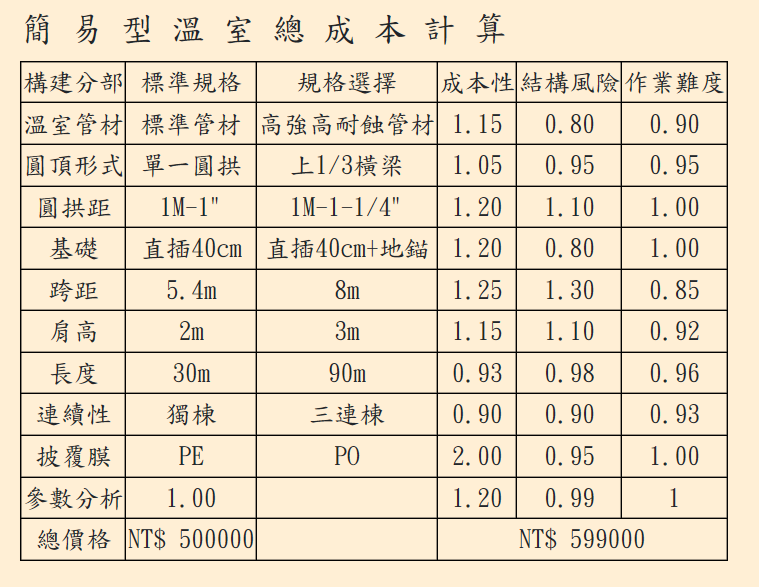 簡易型溫室總成本計算
構建分部 標準規格 規格選擇 成本性 結構風險 作業難度
溫室管材 標準管材 高強高耐蝕管材 1.15 0.80 0.90
圓頂形式 單一圓拱 上1/3橫梁 1.05 0.95 0.95
圓拱距 1M-1" 1M-1-1/4" 1.20 1.10 1.00
基礎 直插40cm 直插40cm+地錨 1.20 0.80 1.00
跨距 5.4m 8m 1.25 1.30 0.85
肩高 2m 3m 1.15 1.10 0.92
長度 30m 90m 0.93 0.98 0.96
連續性 獨棟 三連棟 0.90 0.90 0.93
披覆膜 PE PO 2.00 0.95 1.00
參數分析 1.00 1.20 0.99 1
總價格 NT$ 500000 NT$ 599000